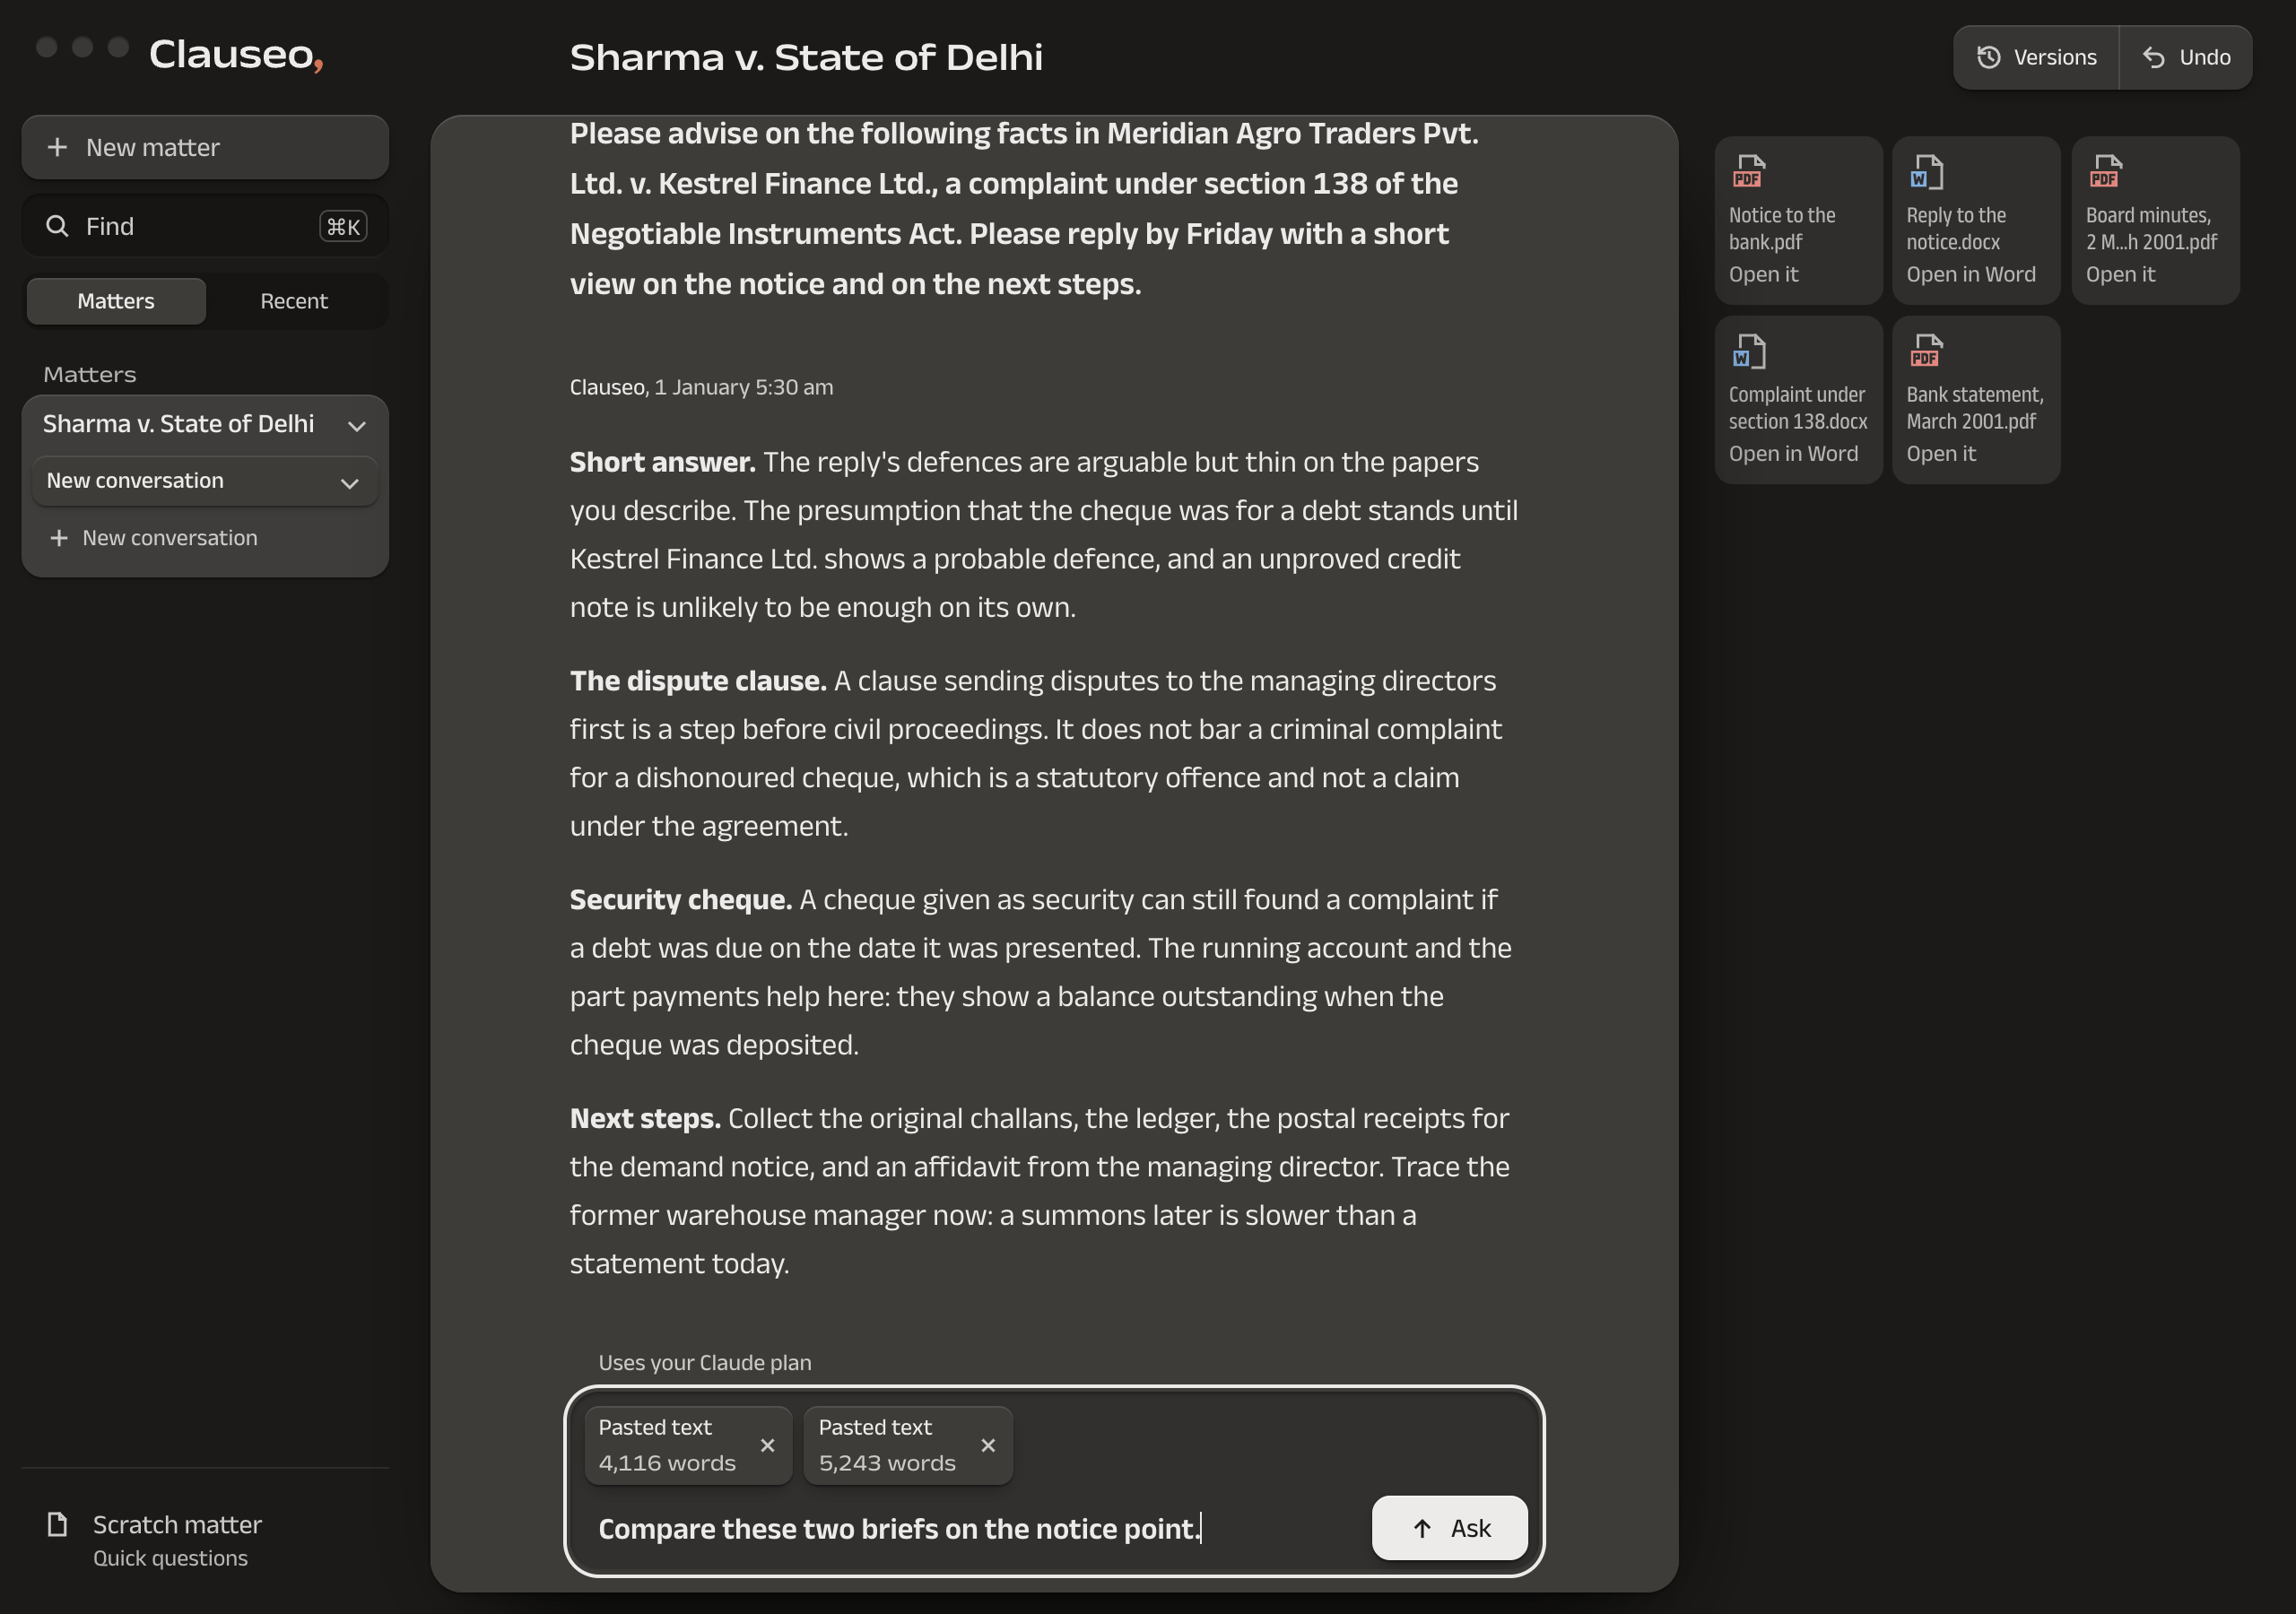 Clauseo,
Sharma v. State of Delhi
Versions
Undo
New matter
Find
⌘K
Matters
Recent
Matters
Sharma v. State of Delhi
New conversation
New conversation
Scratch matter
Quick questions
Please advise on the following facts in Meridian Agro Traders Pvt.
Ltd. v. Kestrel Finance Ltd., a complaint under section 138 of the
Negotiable Instruments Act. Please reply by Friday with a short
view on the notice and on the next steps.
Clauseo, 1 January 5:30 am
Short answer. The reply's defences are arguable but thin on the papers
you describe. The presumption that the cheque was for a debt stands until
Kestrel Finance Ltd. shows a probable defence, and an unproved credit
note is unlikely to be enough on its own.
The dispute clause. A clause sending disputes to the managing directors
first is a step before civil proceedings. It does not bar a criminal complaint
for a dishonoured cheque, which is a statutory offence and not a claim
under the agreement.
Security cheque. A cheque given as security can still found a complaint if
a debt was due on the date it was presented. The running account and the
part payments help here: they show a balance outstanding when the
cheque was deposited.
Next steps. Collect the original challans, the ledger, the postal receipts for
the demand notice, and an affidavit from the managing director. Trace the
former warehouse manager now: a summons later is slower than a
statement today.
Uses your Claude plan
Pasted text
4,116 words
Pasted text
5,243 words
Compare these two briefs on the notice point.
Ask
PDF
Notice to the
bank.pdf
Open it
W
Reply to the
notice.docx
Open in Word
PDF
Board minutes,
2 M...h 2001.pdf
Open it
W
Complaint under
section 138.docx
Open in Word
PDF
Bank statement,
March 2001.pdf
Open it